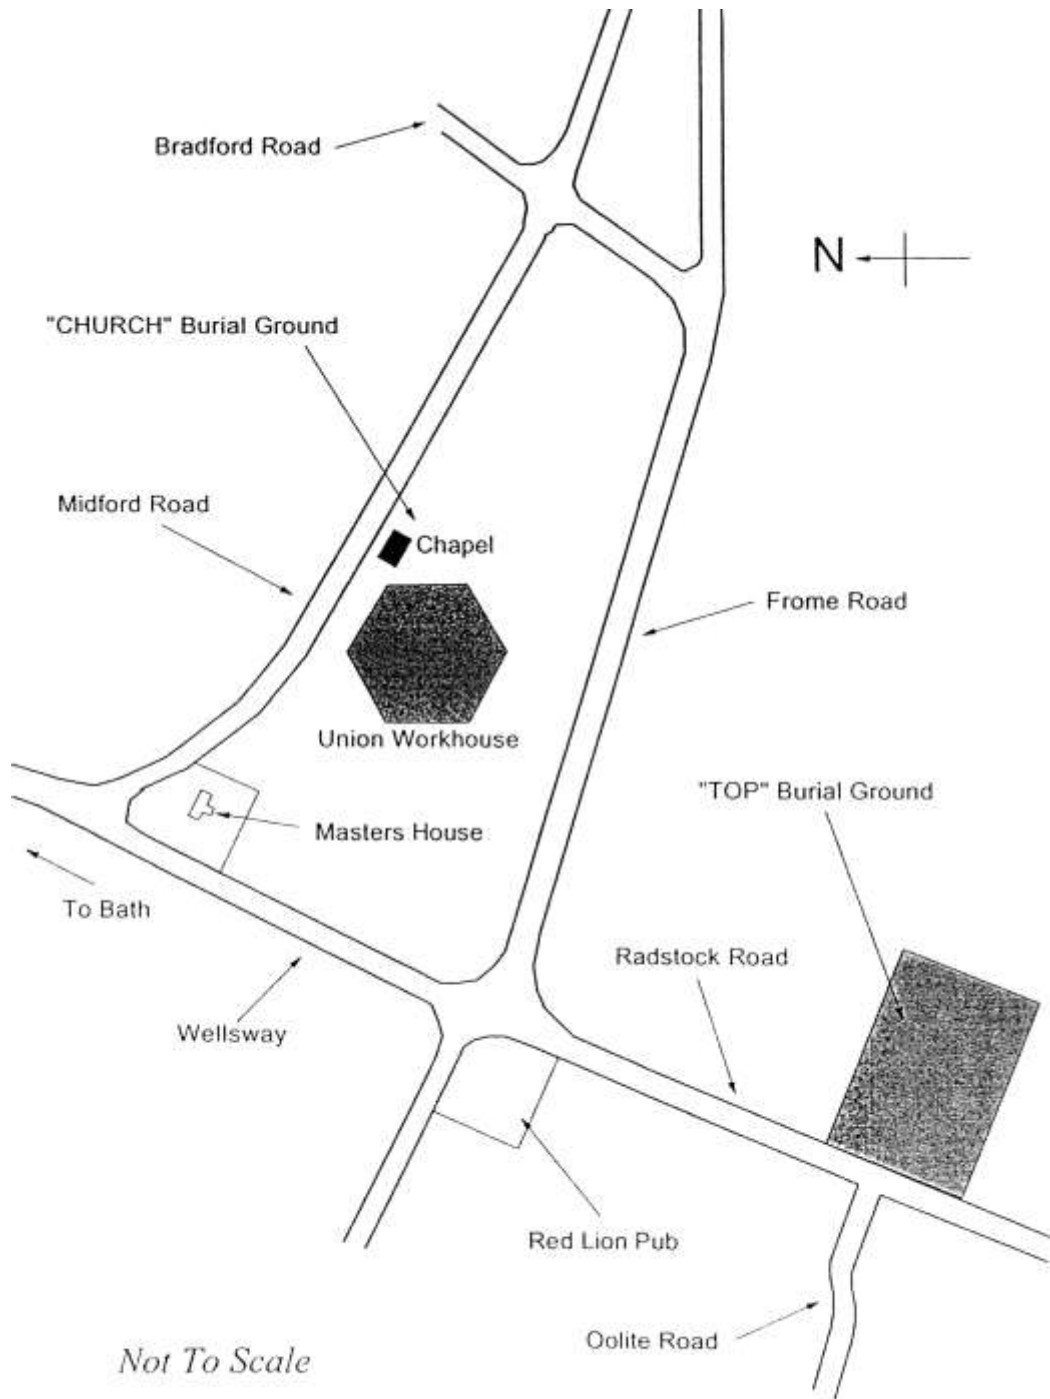 Bradford Road
N
"CHURCH" Burial Ground
Midford Road
Chapel
Frome Road
Union Workhouse
"TOP" Burial Ground
Masters House
To Bath
Radstock Road
Wellsway
Red Lion Pub
Oolite Road
Not To Scale